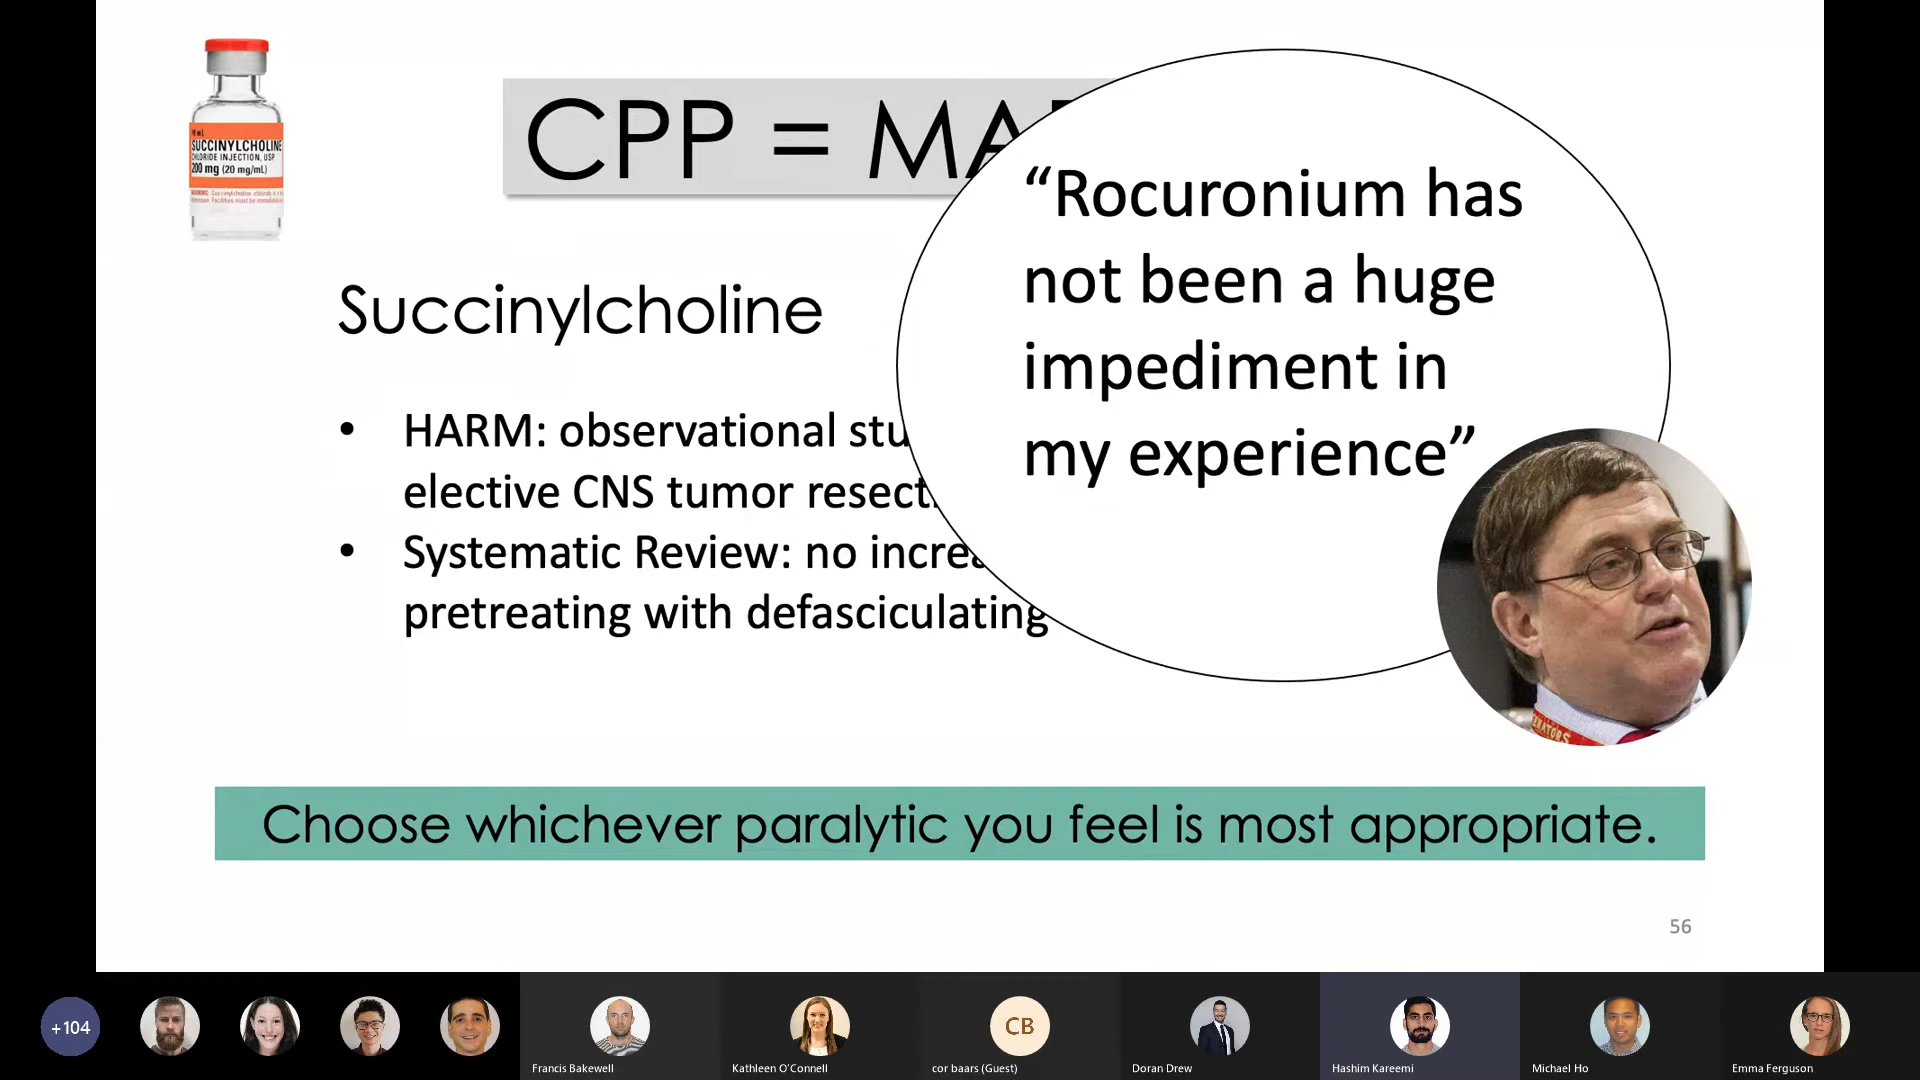 10 mL
SUCCINYLCHOLINE
CHLORIDE INJECTION, USP
200 mg (20 mg/mL)
CPP = MA
“Rocuronium has
not been a huge
impediment in
my experience”
Succinylcholine
• HARM: observational stu
elective CNS tumor resect
• Systematic Review: no increa
pretreating with defasciculating
Choose whichever paralytic you feel is most appropriate.
56
+104
CB
Francis Bakewell
Kathleen O'Connell
cor baars (Guest)
Doran Drew
Hashim Kareemi
Michael Ho
Emma Ferguson